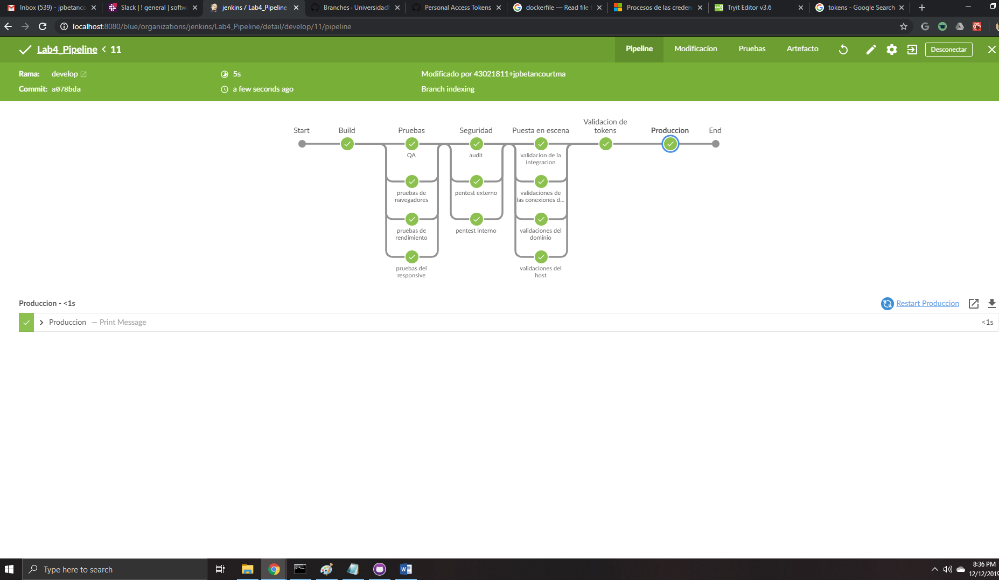 Inbox (539) - jpbetanco
Slack | ! general | softw
jenkins / Lab4_Pipeline
Branches · Universidad
Personal Access Tokens
dockerfile — Read file f
Procesos de las creden
Tryit Editor v3.6
tokens - Google Search
localhost:8080/blue/organizations/jenkins/Lab4_Pipeline/detail/develop/11/pipeline
Lab4_Pipeline < 11
Pipeline
Modificacíon
Pruebas
Artefacto
Desconectar
Rama: develop
5s
Modificado por 43021811+jpbetancourtma
Commit: a078bda
a few seconds ago
Branch indexing
Start
Build
Pruebas
Seguridad
Puesta en escena
Validacion de
tokens
Produccion
End
QA
audit
validacion de la
integracion
pruebas de
navegadores
pentest externo
validaciones de
las conexiones d...
pruebas de
rendimiento
pentest interno
validaciones del
dominio
pruebas del
responsive
validaciones del
host
Produccion - <1s
Restart Produccion
Produccion — Print Message
<1s
Type here to search
8:36 PM
12/12/2019